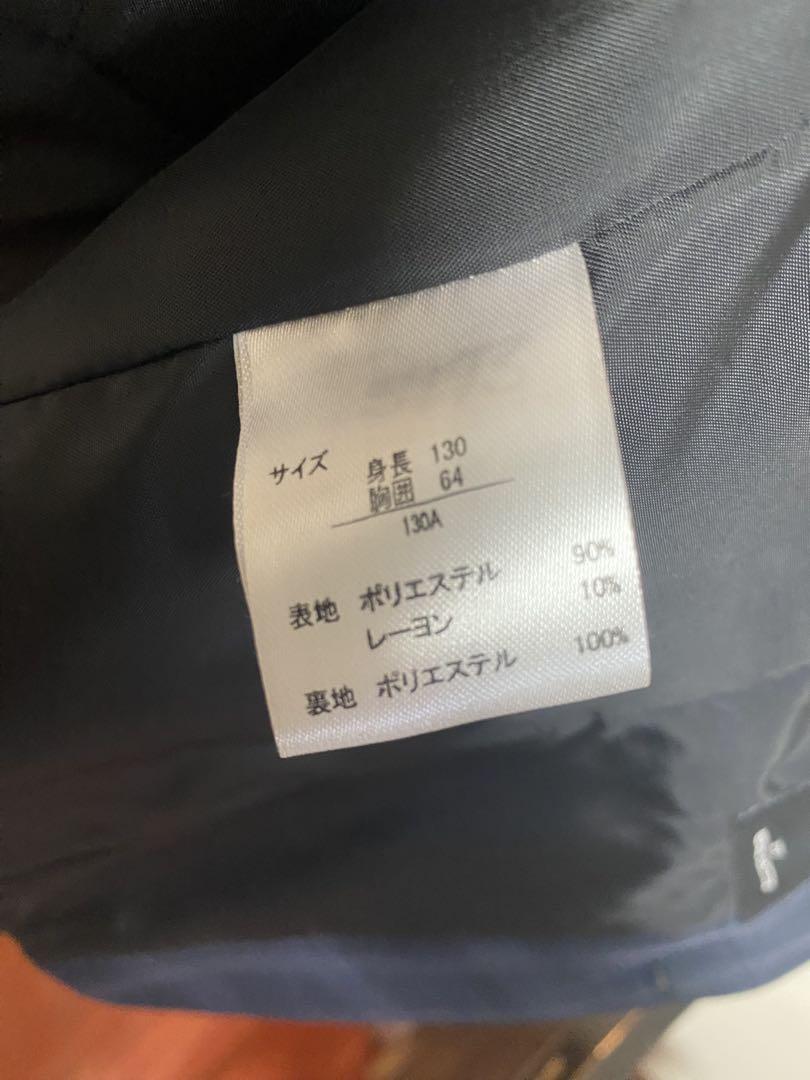 サイズ 身長 130
胸囲 64
130A
表地 ポリエステル 90%
レーヨン 10%
裏地 ポリエステル 100%